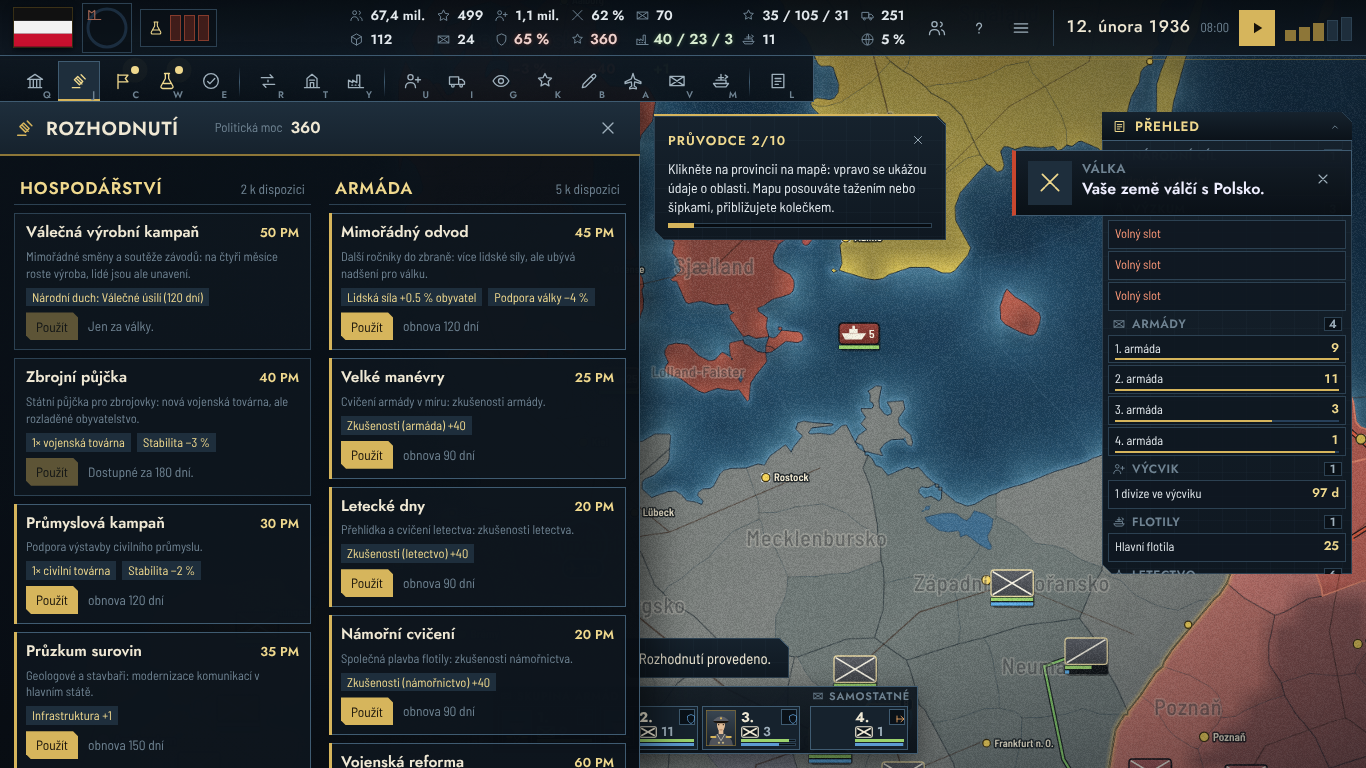 67,4 mil.
499
1,1 mil.
62 %
70
35 / 105 / 31
251
112
24
65 %
360
40 / 23 / 3
11
5 %
?
12. února 1936
08:00
Q
I
C
W
E
R
T
Y
U
I
G
K
B
A
V
M
L
ROZHODNUTÍ
Politická moc 360
HOSPODÁŘSTVÍ
2 k dispozici
Válečná výrobní kampaň
50 PM
Mimořádné směny a soutěže závodů: na čtyři měsíce
roste výroba, lidé jsou ale unavení.
Národní duch: Válečné úsilí (120 dní)
Použít
Jen za války.
Zbrojní půjčka
40 PM
Státní půjčka pro zbrojovky: nová vojenská továrna, ale
rozladěné obyvatelstvo.
1× vojenská továrna
Stabilita −3 %
Použít
Dostupné za 180 dní.
Průmyslová kampaň
30 PM
Podpora výstavby civilního průmyslu.
1× civilní továrna
Stabilita −2 %
Použít
obnova 120 dní
Průzkum surovin
35 PM
Geologové a stavbaři: modernizace komunikací v
hlavním státě.
Infrastruktura +1
Použít
obnova 150 dní
ARMÁDA
5 k dispozici
Mimořádný odvod
45 PM
Další ročníky do zbraně: více lidské síly, ale ubývá
nadšení pro válku.
Lidská síla +0.5 % obyvatel
Podpora války −4 %
Použít
obnova 120 dní
Velké manévry
25 PM
Cvičení armády v míru: zkušenosti armády.
Zkušenosti (armáda) +40
Použít
obnova 90 dní
Letecké dny
20 PM
Přehlídka a cvičení letectva: zkušenosti letectva.
Zkušenosti (letectvo) +40
Použít
obnova 90 dní
Námořní cvičení
20 PM
Společná plavba flotily: zkušenosti námořnictva.
Zkušenosti (námořnictvo) +40
Použít
obnova 90 dní
Vojenská reforma
60 PM
PRŮVODCE 2/10
Klikněte na provincii na mapě: vpravo se ukážou
údaje o oblasti. Mapu posouváte tažením nebo
šipkami, přibližujete kolečkem.
Sjælland
Lolland-Falster
5
Rostock
Lübeck
Mecklenbursko
gsko
Poznaň
Poznaň
Frankfurt n. O.
Rozhodnutí provedeno.
SAMOSTATNÉ
2.
11
3.
3
4.
1
PŘEHLED
VÁLKA
Vaše země válčí s Polsko.
Volný slot
Volný slot
Volný slot
ARMÁDY
4
1. armáda
9
2. armáda
11
3. armáda
3
4. armáda
1
VÝCVIK
1
1 divize ve výcviku
97 d
FLOTILY
1
Hlavní flotila
25